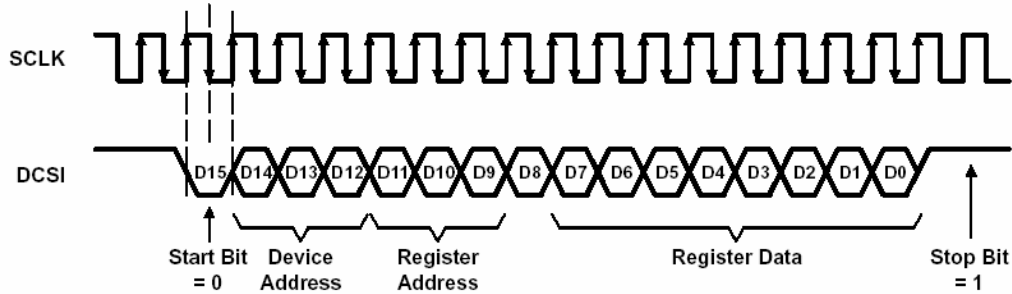 SCLK
DCSI
D15 D14 D13 D12 D11 D10 D9 D8 D7 D6 D5 D4 D3 D2 D1 D0
Start Bit
= 0
Device
Address
Register
Address
Register Data
Stop Bit
= 1